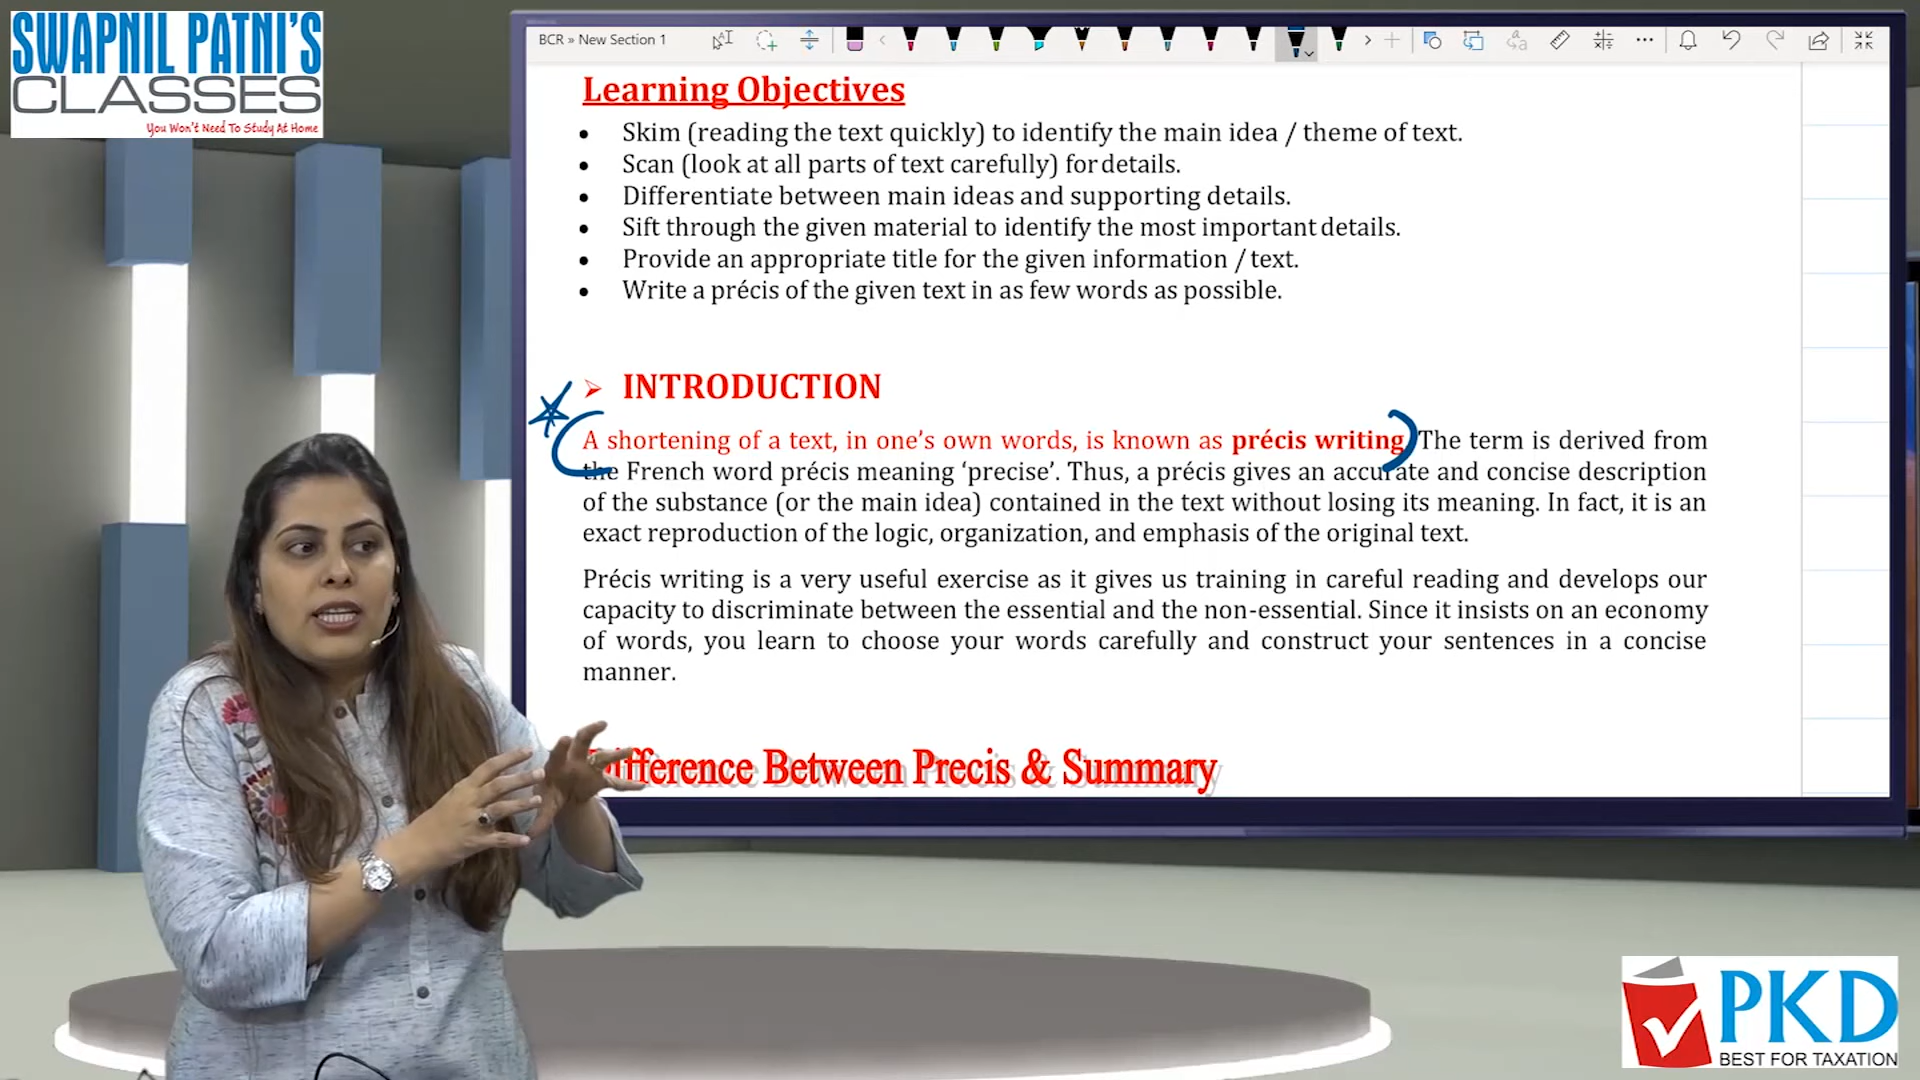 SWAPNIL PATNI'S
CLASSES
You Won't Need To Study At Home
BCR » New Section 1
Learning Objectives
• Skim (reading the text quickly) to identify the main idea / theme of text.
• Scan (look at all parts of text carefully) for details.
• Differentiate between main ideas and supporting details.
• Sift through the given material to identify the most important details.
• Provide an appropriate title for the given information / text.
• Write a précis of the given text in as few words as possible.
➢ INTRODUCTION
A shortening of a text, in one’s own words, is known as précis writing The term is derived from
the French word précis meaning ‘precise’. Thus, a précis gives an accurate and concise description
of the substance (or the main idea) contained in the text without losing its meaning. In fact, it is an
exact reproduction of the logic, organization, and emphasis of the original text.
Précis writing is a very useful exercise as it gives us training in careful reading and develops our
capacity to discriminate between the essential and the non-essential. Since it insists on an economy
of words, you learn to choose your words carefully and construct your sentences in a concise
manner.
Difference Between Precis & Summary
PKD
BEST FOR TAXATION